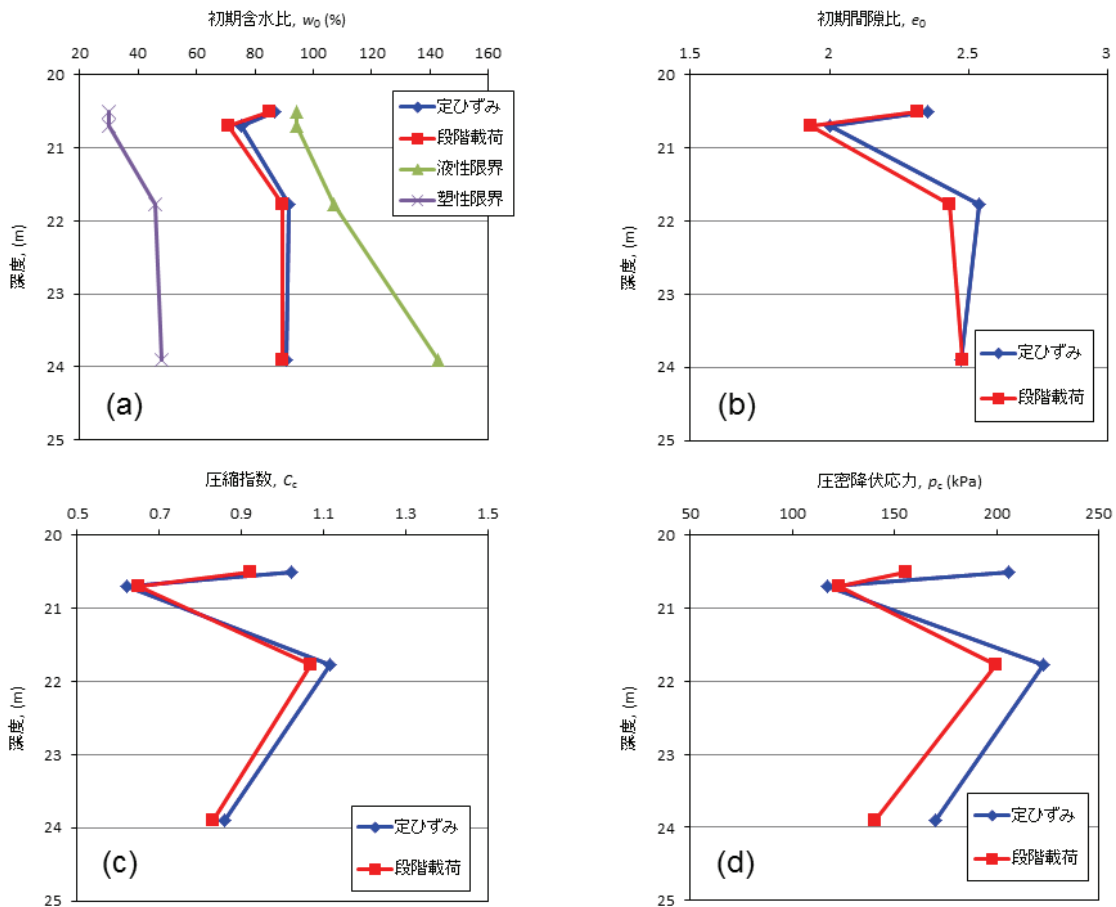 初期含水比, w0 (%)
20 40 60 80 100 120 140 160
20
21
22
23
24
25
深度, (m)
定ひずみ
段階載荷
液性限界
塑性限界
(a)
初期間隙比, e0
1.5 2 2.5 3
20
21
22
23
24
25
深度, (m)
定ひずみ
段階載荷
(b)
圧縮指数, Cc
0.5 0.7 0.9 1.1 1.3 1.5
20
21
22
23
24
25
深度, (m)
定ひずみ
段階載荷
(c)
圧密降伏応力, pc (kPa)
50 100 150 200 250
20
21
22
23
24
25
深度, (m)
定ひずみ
段階載荷
(d)